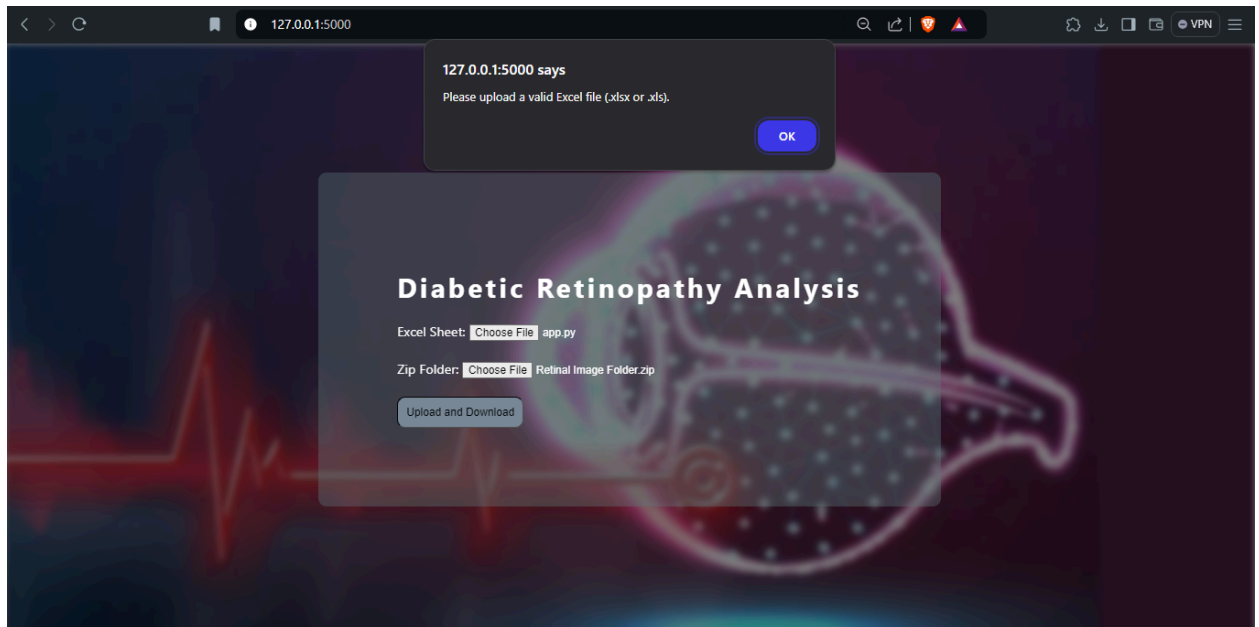 127.0.0.1:5000
VPN
127.0.0.1:5000 says
Please upload a valid Excel file (.xlsx or .xls).
OK
Diabetic Retinopathy Analysis
Excel Sheet: Choose File app.py
Zip Folder: Choose File Retinal Image Folder.zip
Upload and Download